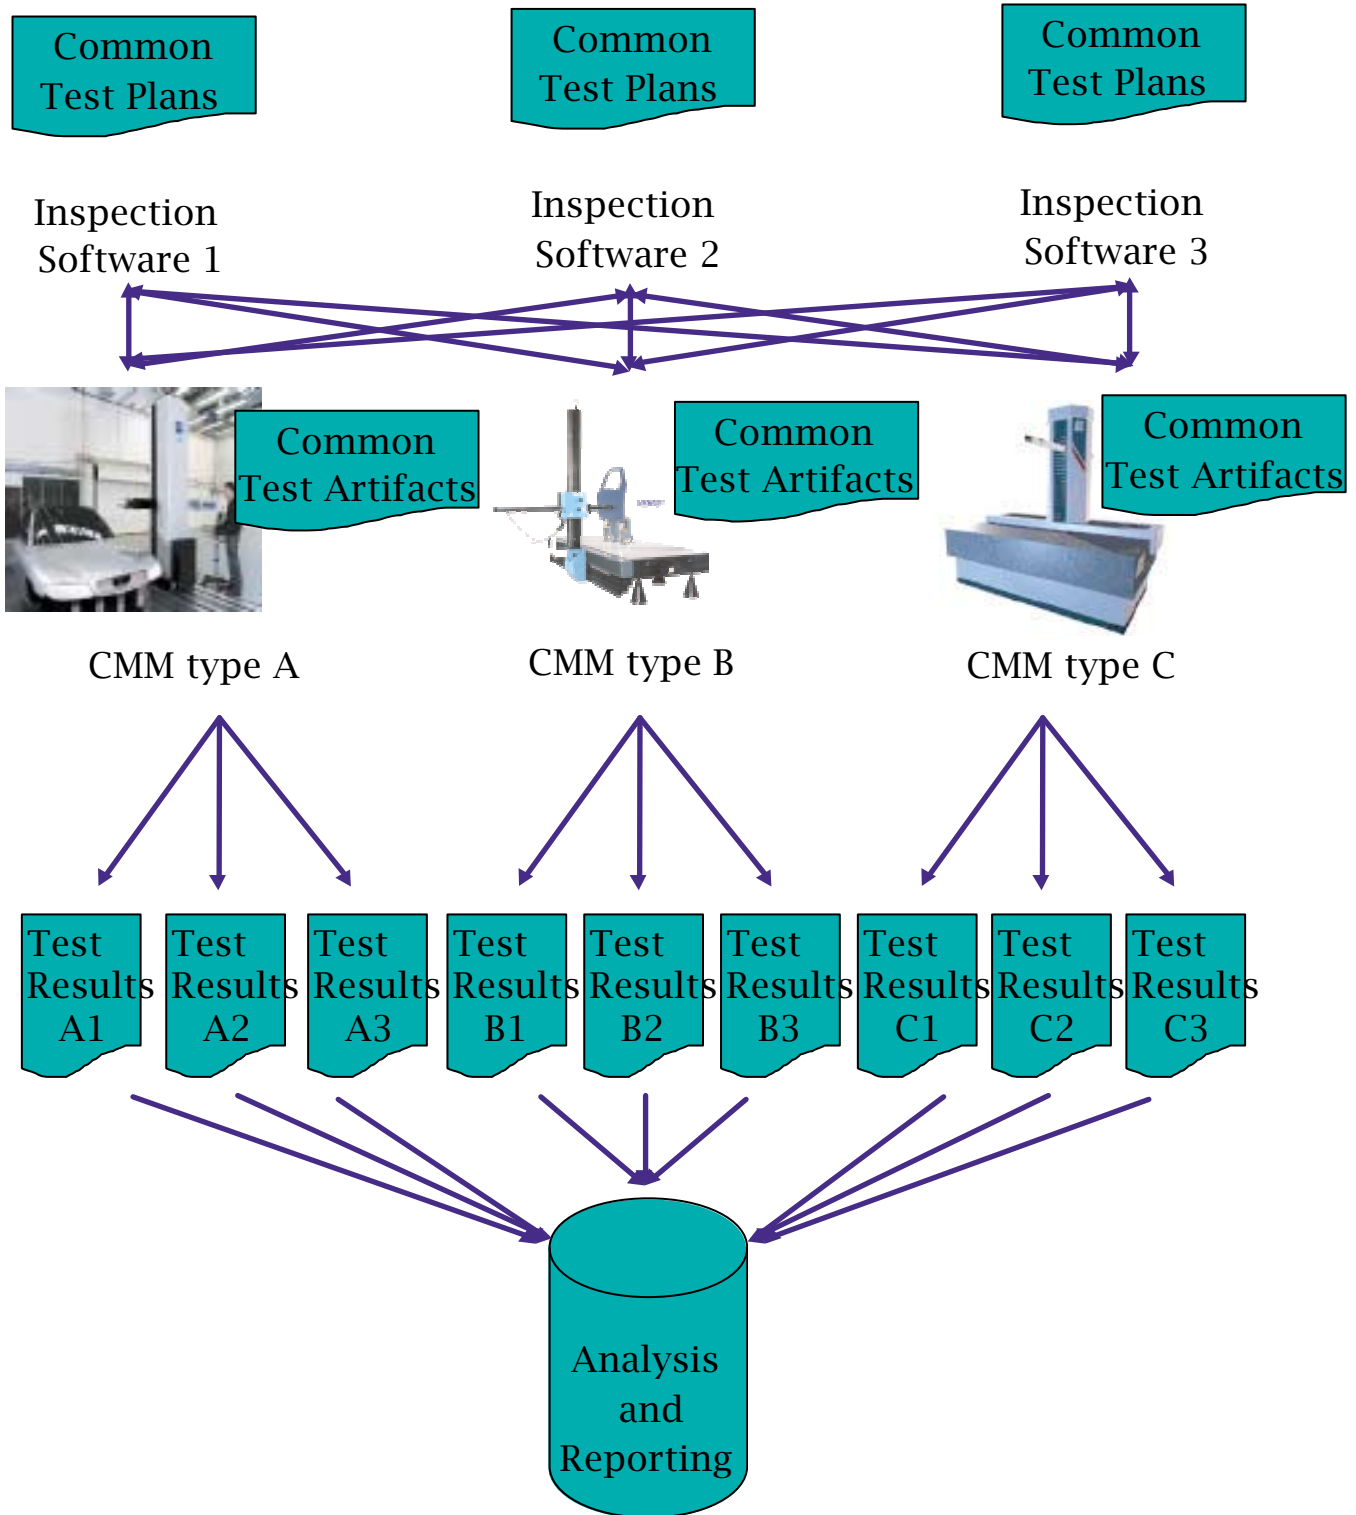 Common
Test Plans
Common
Test Plans
Common
Test Plans
Inspection
Software 1
Inspection
Software 2
Inspection
Software 3
Common
Test Artifacts
Common
Test Artifacts
Common
Test Artifacts
CMM type A
CMM type B
CMM type C
Test
Results
A1
Test
Results
A2
Test
Results
A3
Test
Results
B1
Test
Results
B2
Test
Results
B3
Test
Results
C1
Test
Results
C2
Test
Results
C3
Analysis
and
Reporting